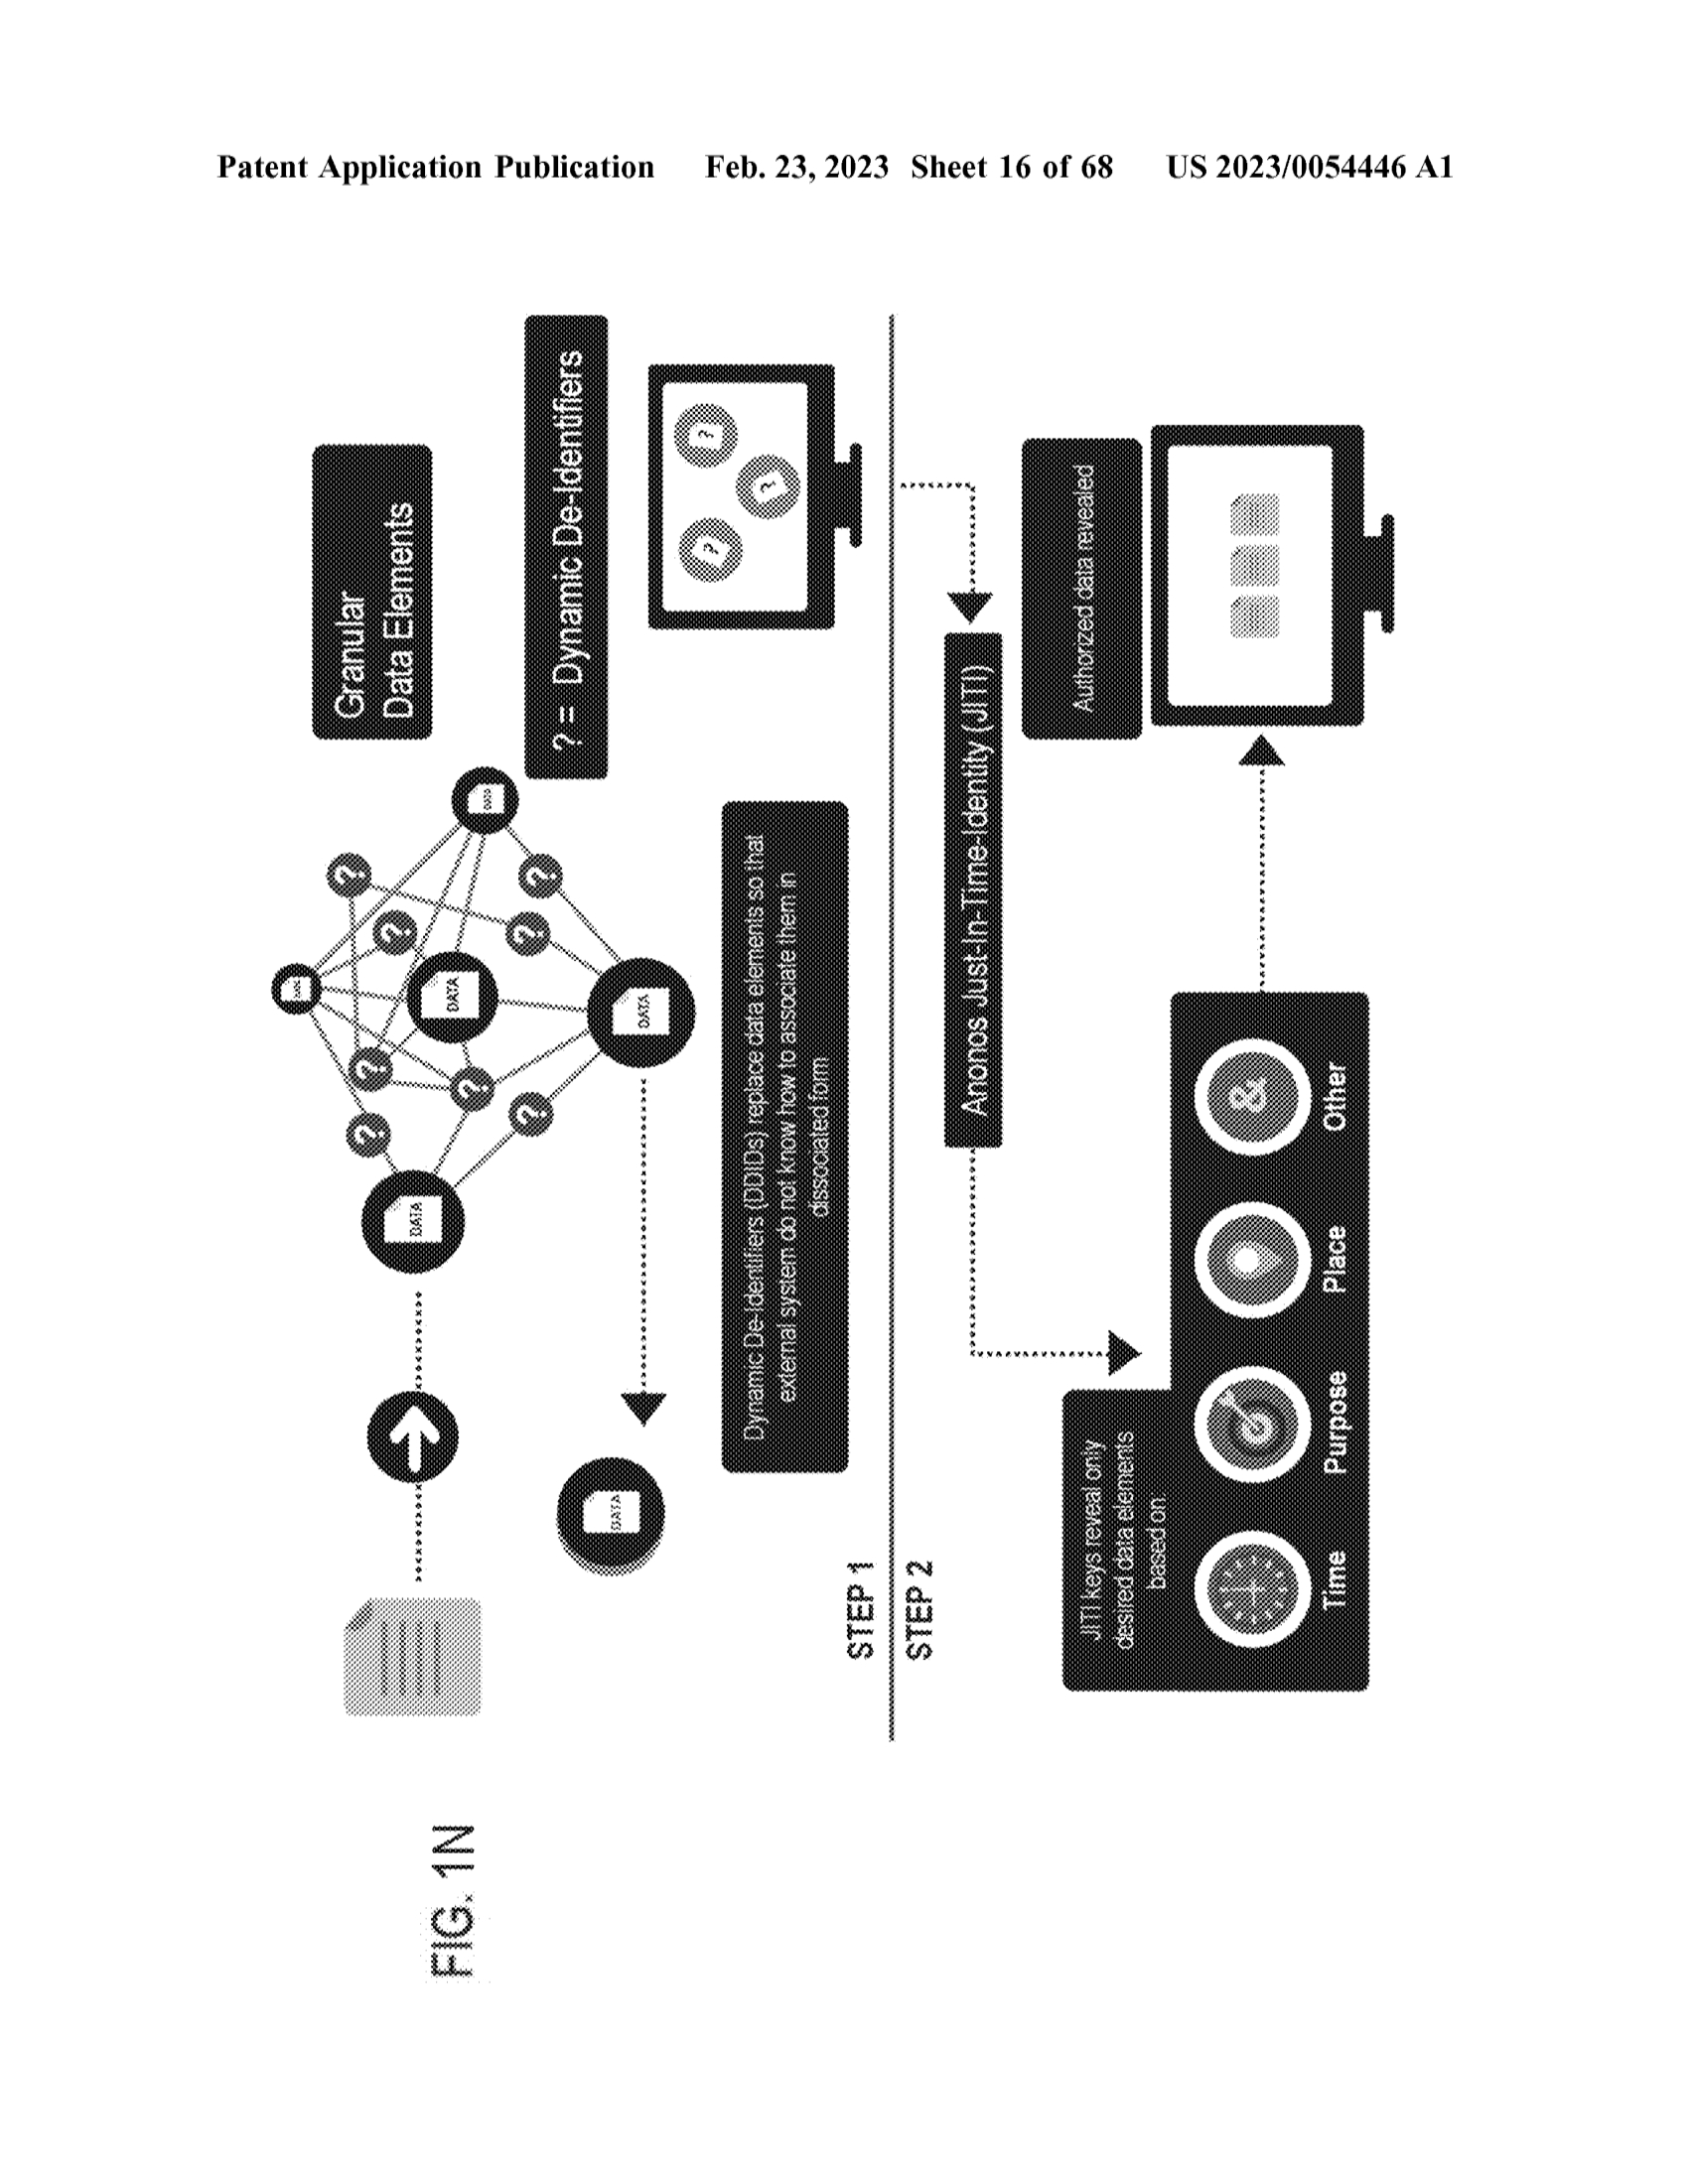 Patent Application Publication Feb. 23, 2023 Sheet 16 of 68 US 2023/0054446 A1
FIG. 1N
Granular
Data Elements
? = Dynamic De-Identifiers
?
?
?
?
?
?
?
?
DATA
DATA
DATA
DATA
?
?
?
Dynamic De-Identifiers (DDIDs) replace data elements so that
external system do not know how to associate them in
dissociated form
STEP 1
STEP 2
Anonos Just-In-Time-Identity (JITI)
JITI keys reveal only
desired data elements
based on:
&
Time
Purpose
Place
Other
Authorized data revealed